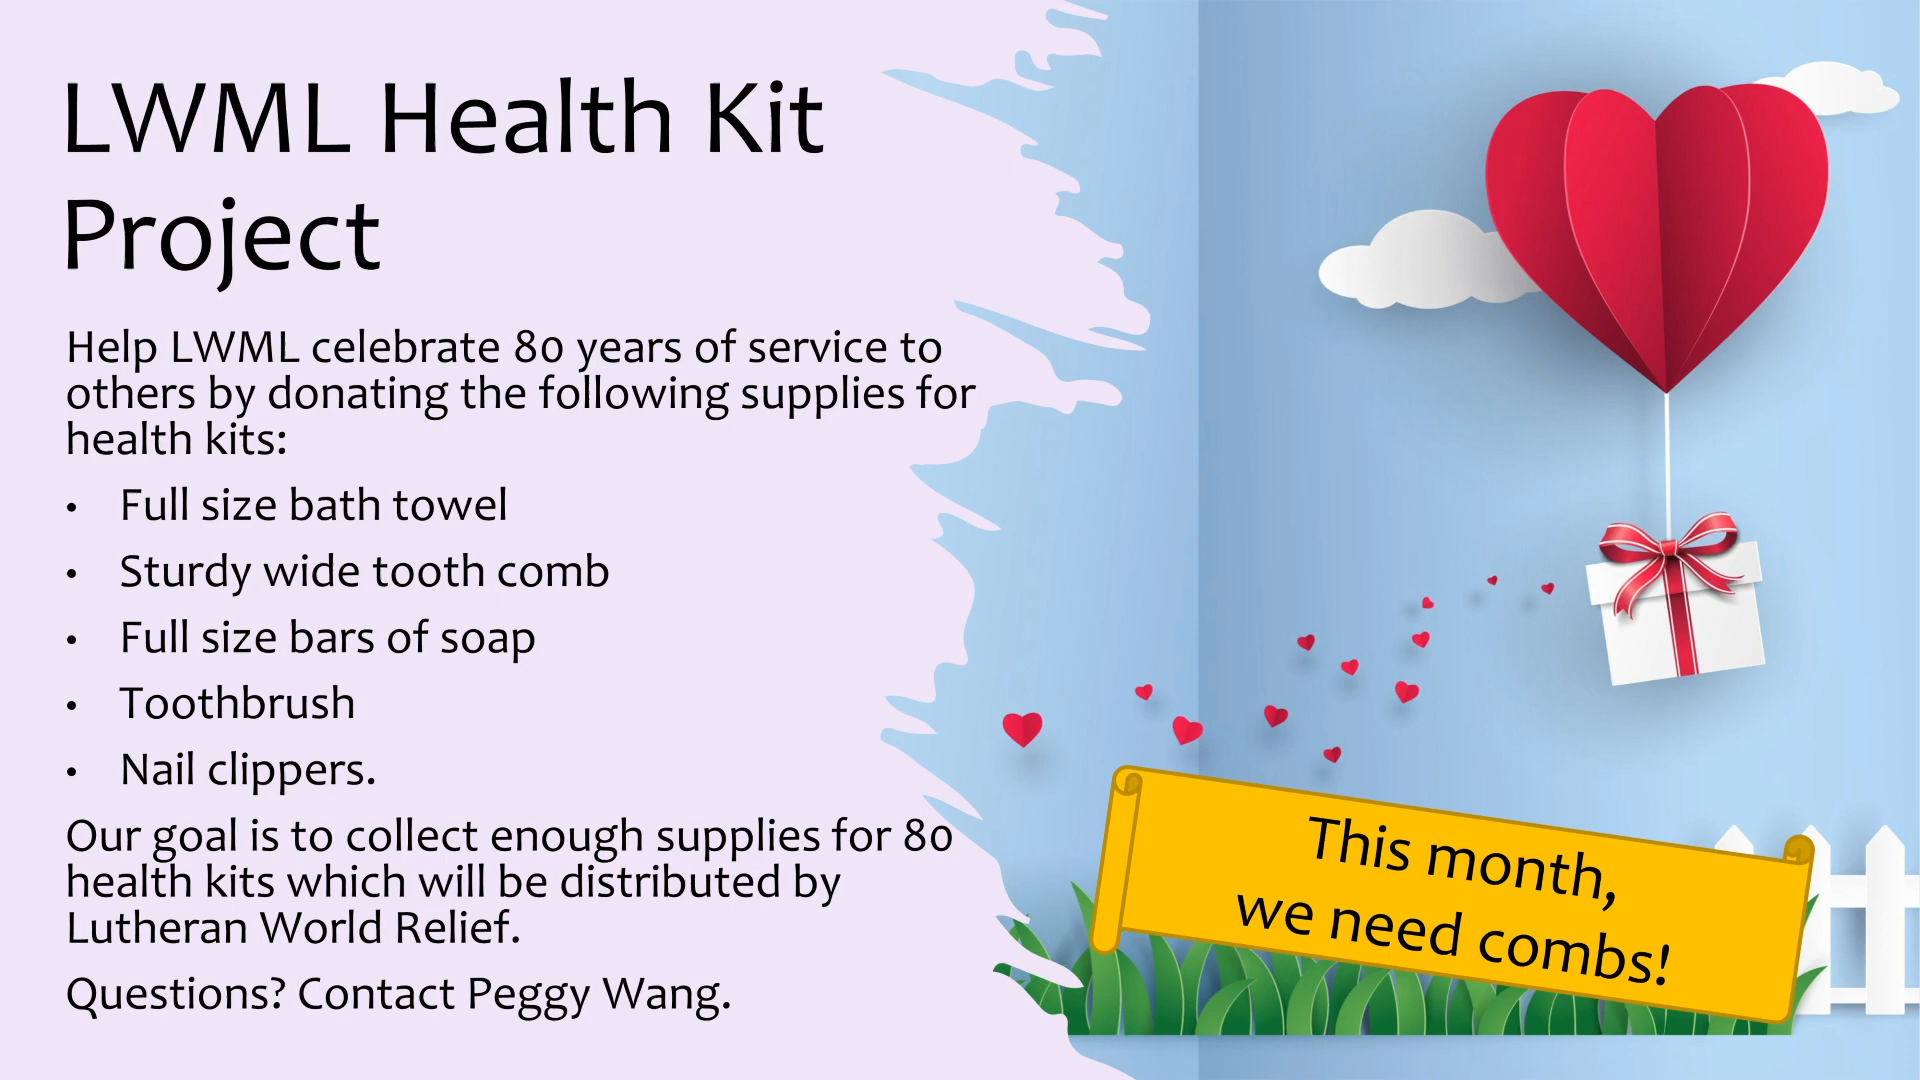 LWML Health Kit
Project
Help LWML celebrate 80 years of service to
others by donating the following supplies for
health kits:
• Full size bath towel
• Sturdy wide tooth comb
• Full size bars of soap
• Toothbrush
• Nail clippers.
Our goal is to collect enough supplies for 80
health kits which will be distributed by
Lutheran World Relief.
Questions? Contact Peggy Wang.
This month,
we need combs!